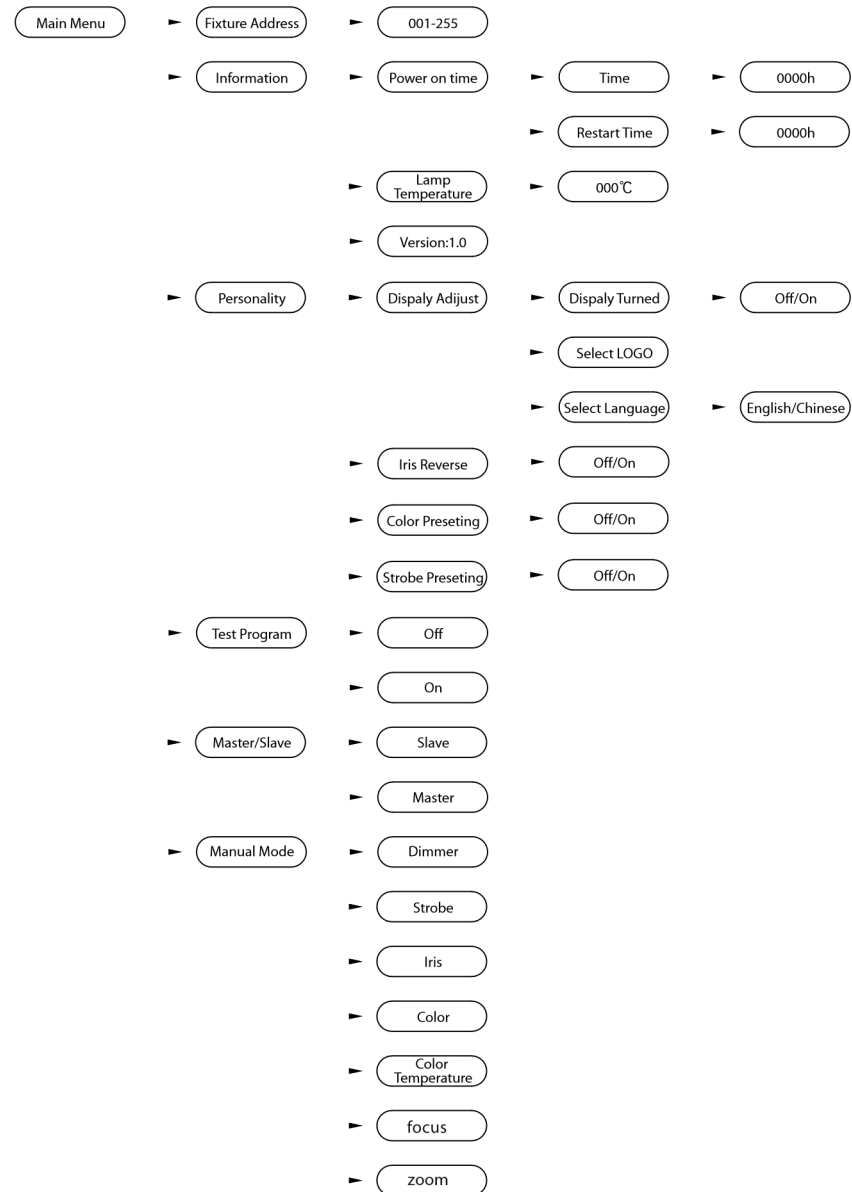 Main Menu
Fixture Address
001-255
Information
Power on time
Time
0000h
Restart Time
0000h
Lamp
Temperature
000℃
Version:1.0
Personality
Dispaly Adijust
Dispaly Turned
Off/On
Select LOGO
Select Language
English/Chinese
Iris Reverse
Off/On
Color Preseting
Off/On
Strobe Preseting
Off/On
Test Program
Off
On
Master/Slave
Slave
Master
Manual Mode
Dimmer
Strobe
Iris
Color
Color
Temperature
focus
zoom